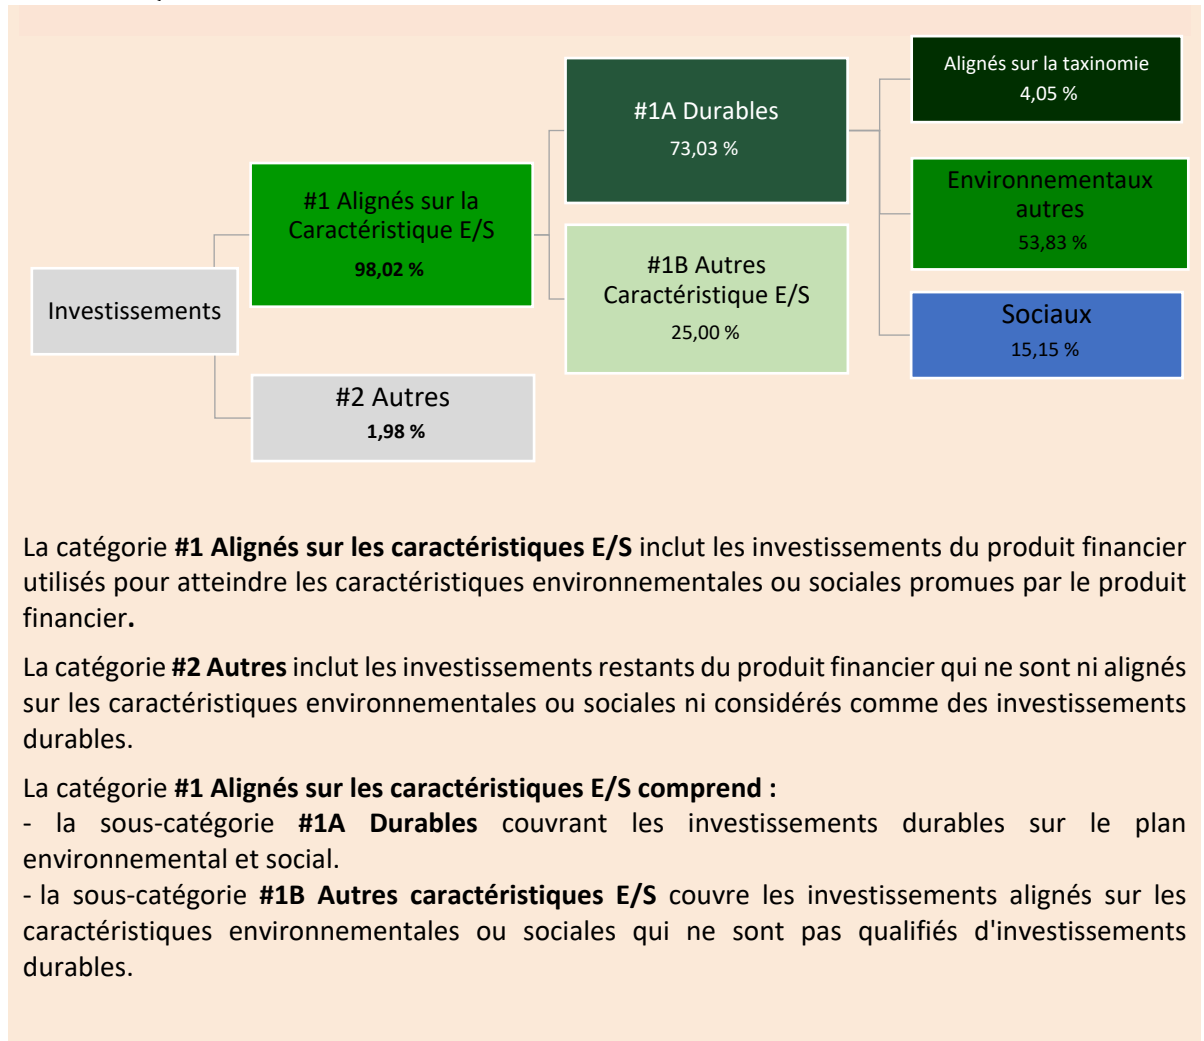 Investissements
#1 Alignés sur la
Caractéristique E/S
98,02 %
#2 Autres
1,98 %
#1A Durables
73,03 %
#1B Autres
Caractéristique E/S
25,00 %
Alignés sur la taxinomie
4,05 %
Environnementaux
autres
53,83 %
Sociaux
15,15 %
La catégorie #1 Alignés sur les caractéristiques E/S inclut les investissements du produit financier
utilisés pour atteindre les caractéristiques environnementales ou sociales promues par le produit
financier.
La catégorie #2 Autres inclut les investissements restants du produit financier qui ne sont ni alignés
sur les caractéristiques environnementales ou sociales ni considérés comme des investissements
durables.
La catégorie #1 Alignés sur les caractéristiques E/S comprend :
- la sous-catégorie #1A Durables couvrant les investissements durables sur le plan
environnemental et social.
- la sous-catégorie #1B Autres caractéristiques E/S couvre les investissements alignés sur les
caractéristiques environnementales ou sociales qui ne sont pas qualifiés d'investissements
durables.